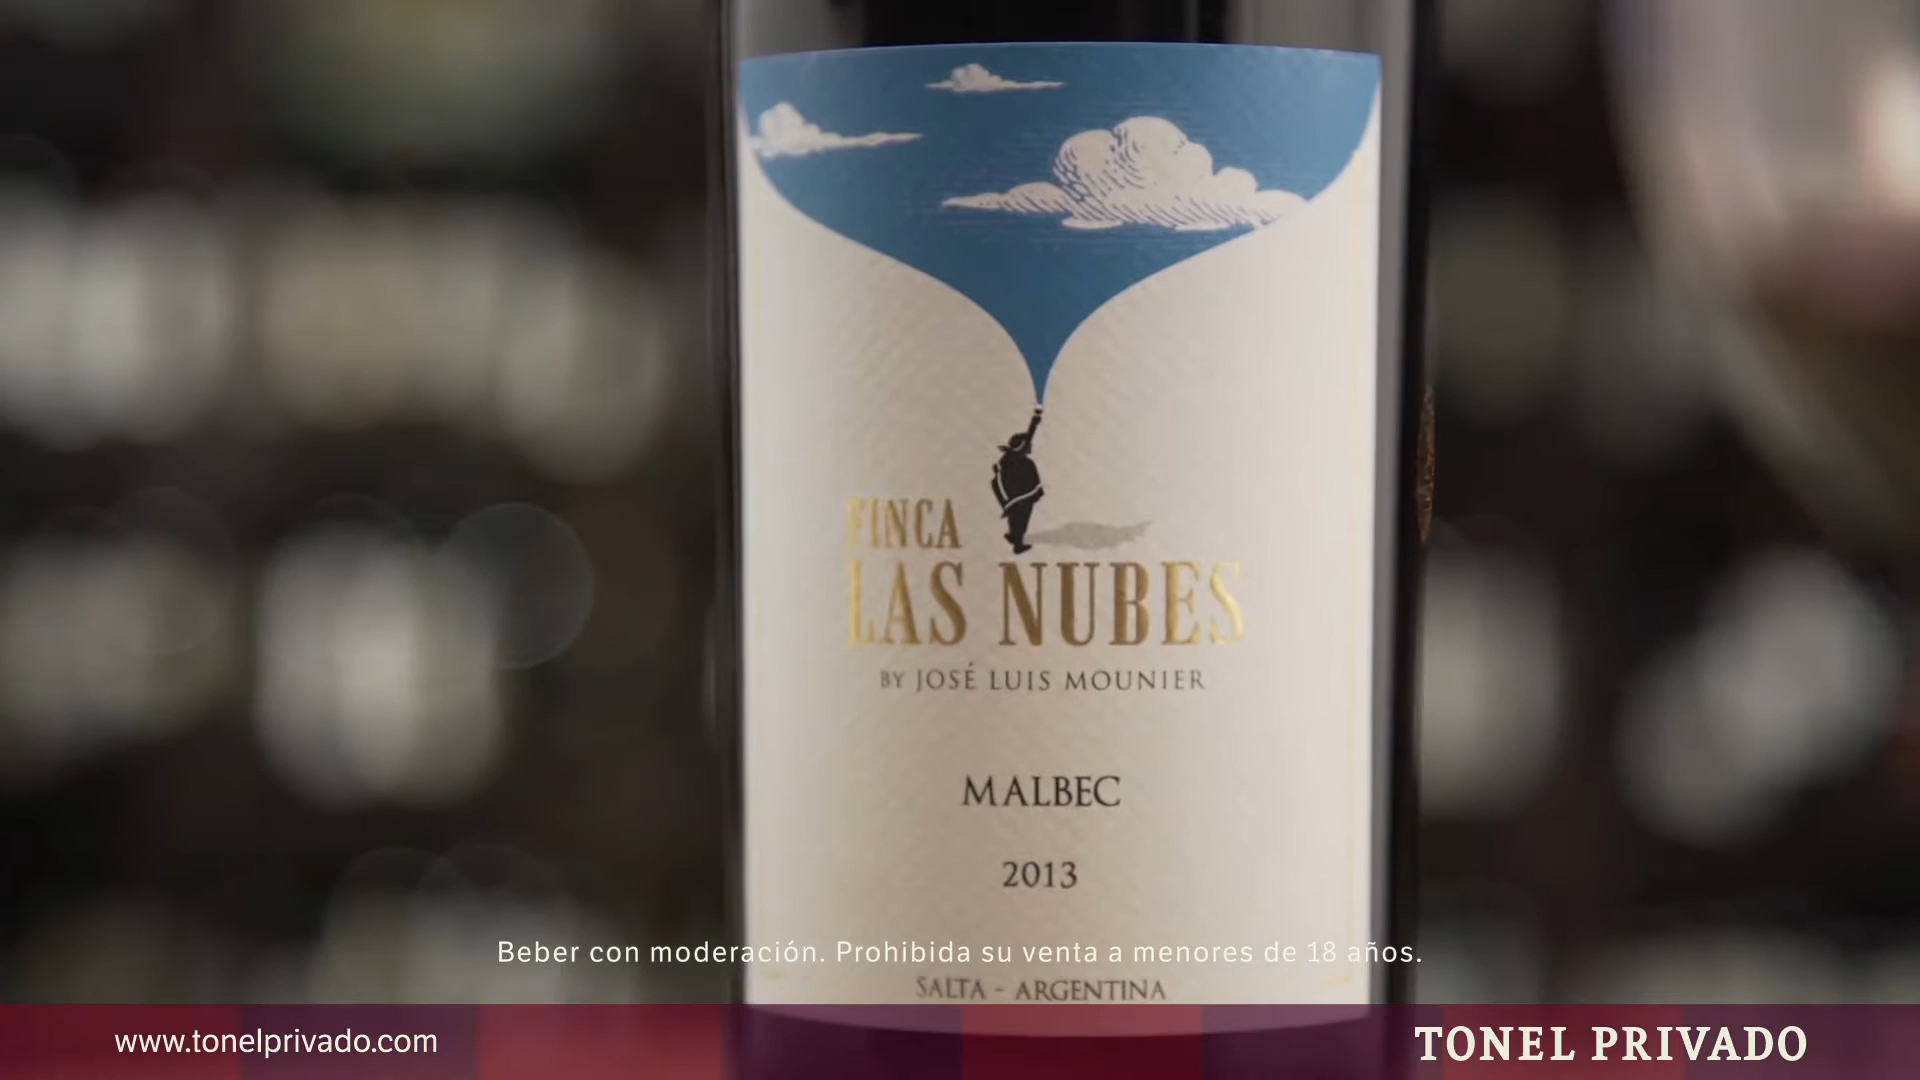 FINCA
LAS NUBES
BY JOSÉ LUIS MOUNIER
MALBEC
2013
Beber con moderación. Prohibida su venta a menores de 18 años.
SALTA - ARGENTINA
www.tonelprivado.com
TONEL PRIVADO